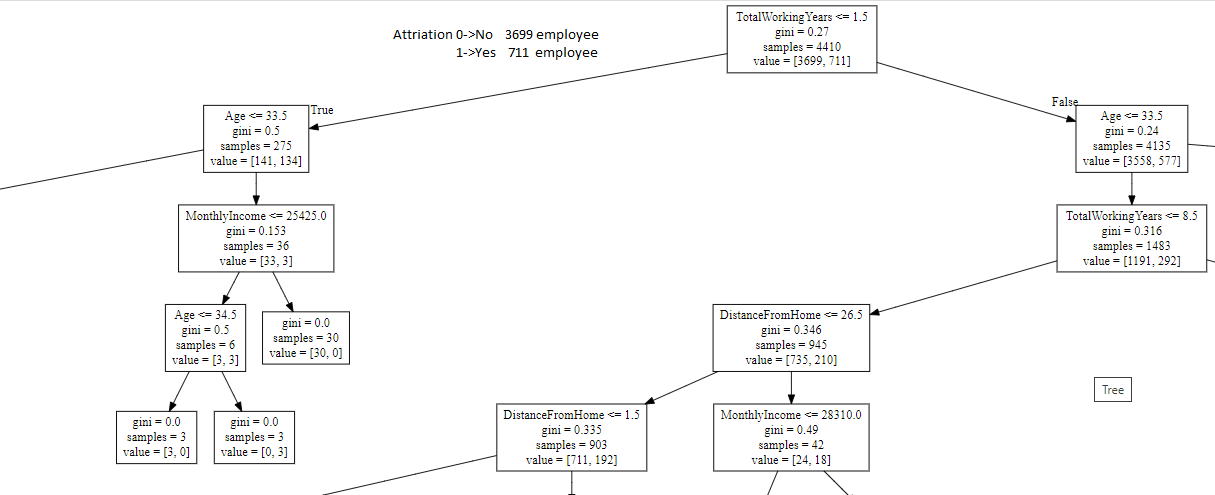 TotalWorkingYears <= 1.5
gini = 0.27
samples = 4410
value = [3699, 711]
Attriation 0->No 3699 employee
1->Yes 711 employee
True
False
Age <= 33.5
gini = 0.5
samples = 275
value = [141, 134]
Age <= 33.5
gini = 0.24
samples = 4135
value = [3558, 577]
MonthlyIncome <= 25425.0
gini = 0.153
samples = 36
value = [33, 3]
TotalWorkingYears <= 8.5
gini = 0.316
samples = 1483
value = [1191, 292]
Age <= 34.5
gini = 0.5
samples = 6
value = [3, 3]
gini = 0.0
samples = 30
value = [30, 0]
DistanceFromHome <= 26.5
gini = 0.346
samples = 945
value = [735, 210]
Tree
gini = 0.0
samples = 3
value = [3, 0]
gini = 0.0
samples = 3
value = [0, 3]
DistanceFromHome <= 1.5
gini = 0.335
samples = 903
value = [711, 192]
MonthlyIncome <= 28310.0
gini = 0.49
samples = 42
value = [24, 18]